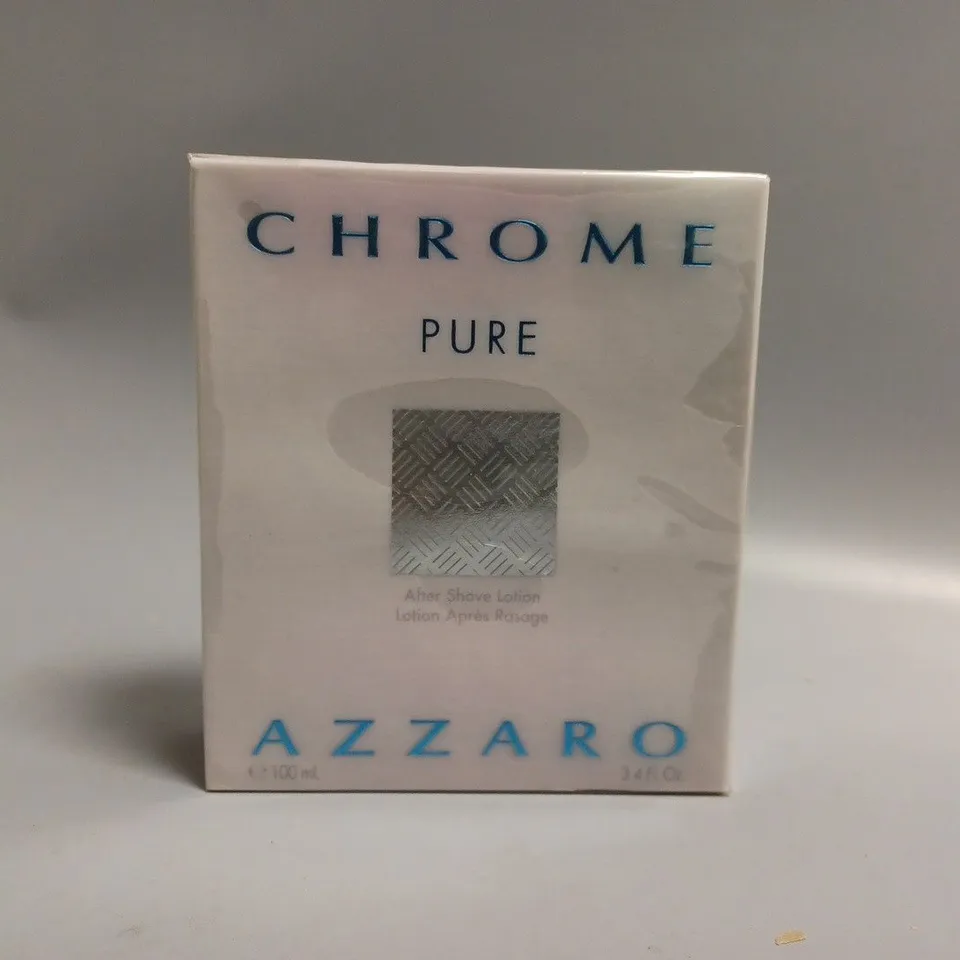 CHROME
PURE
After Shave Lotion
Lotion Après Rasage
AZZARO
e 100 mL 3.4 fl. Oz.